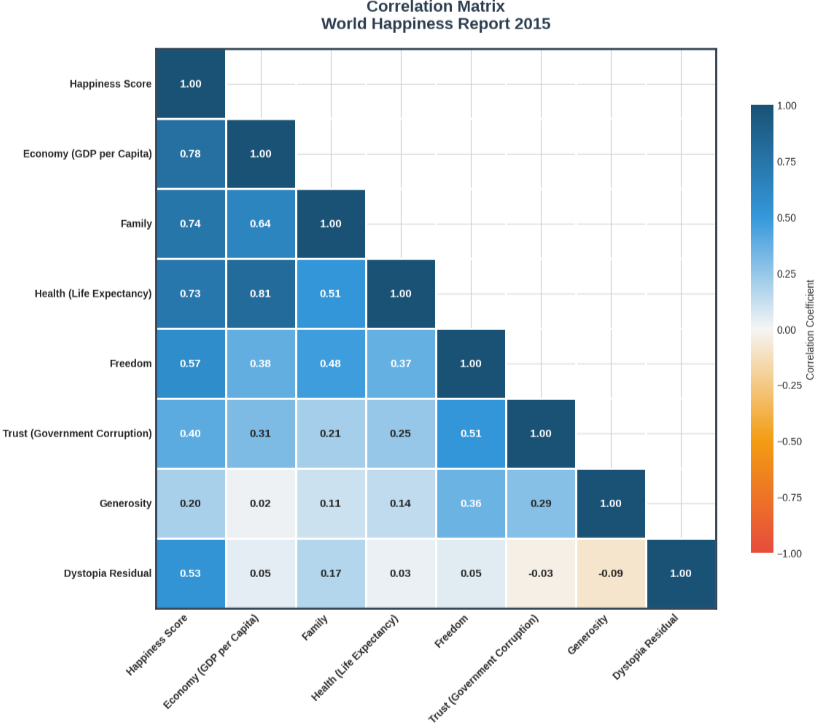 Correlation Matrix
World Happiness Report 2015
Happiness Score 1.00
Economy (GDP per Capita) 0.78 1.00
Family 0.74 0.64 1.00
Health (Life Expectancy) 0.73 0.81 0.51 1.00
Freedom 0.57 0.38 0.48 0.37 1.00
Trust (Government Corruption) 0.40 0.31 0.21 0.25 0.51 1.00
Generosity 0.20 0.02 0.11 0.14 0.36 0.29 1.00
Dystopia Residual 0.53 0.05 0.17 0.03 0.05 -0.03 -0.09 1.00
Happiness Score
Economy (GDP per Capita)
Family
Health (Life Expectancy)
Freedom
Trust (Government Corruption)
Generosity
Dystopia Residual
1.00
0.75
0.50
0.25
0.00
−0.25
−0.50
−0.75
−1.00
Correlation Coefficient